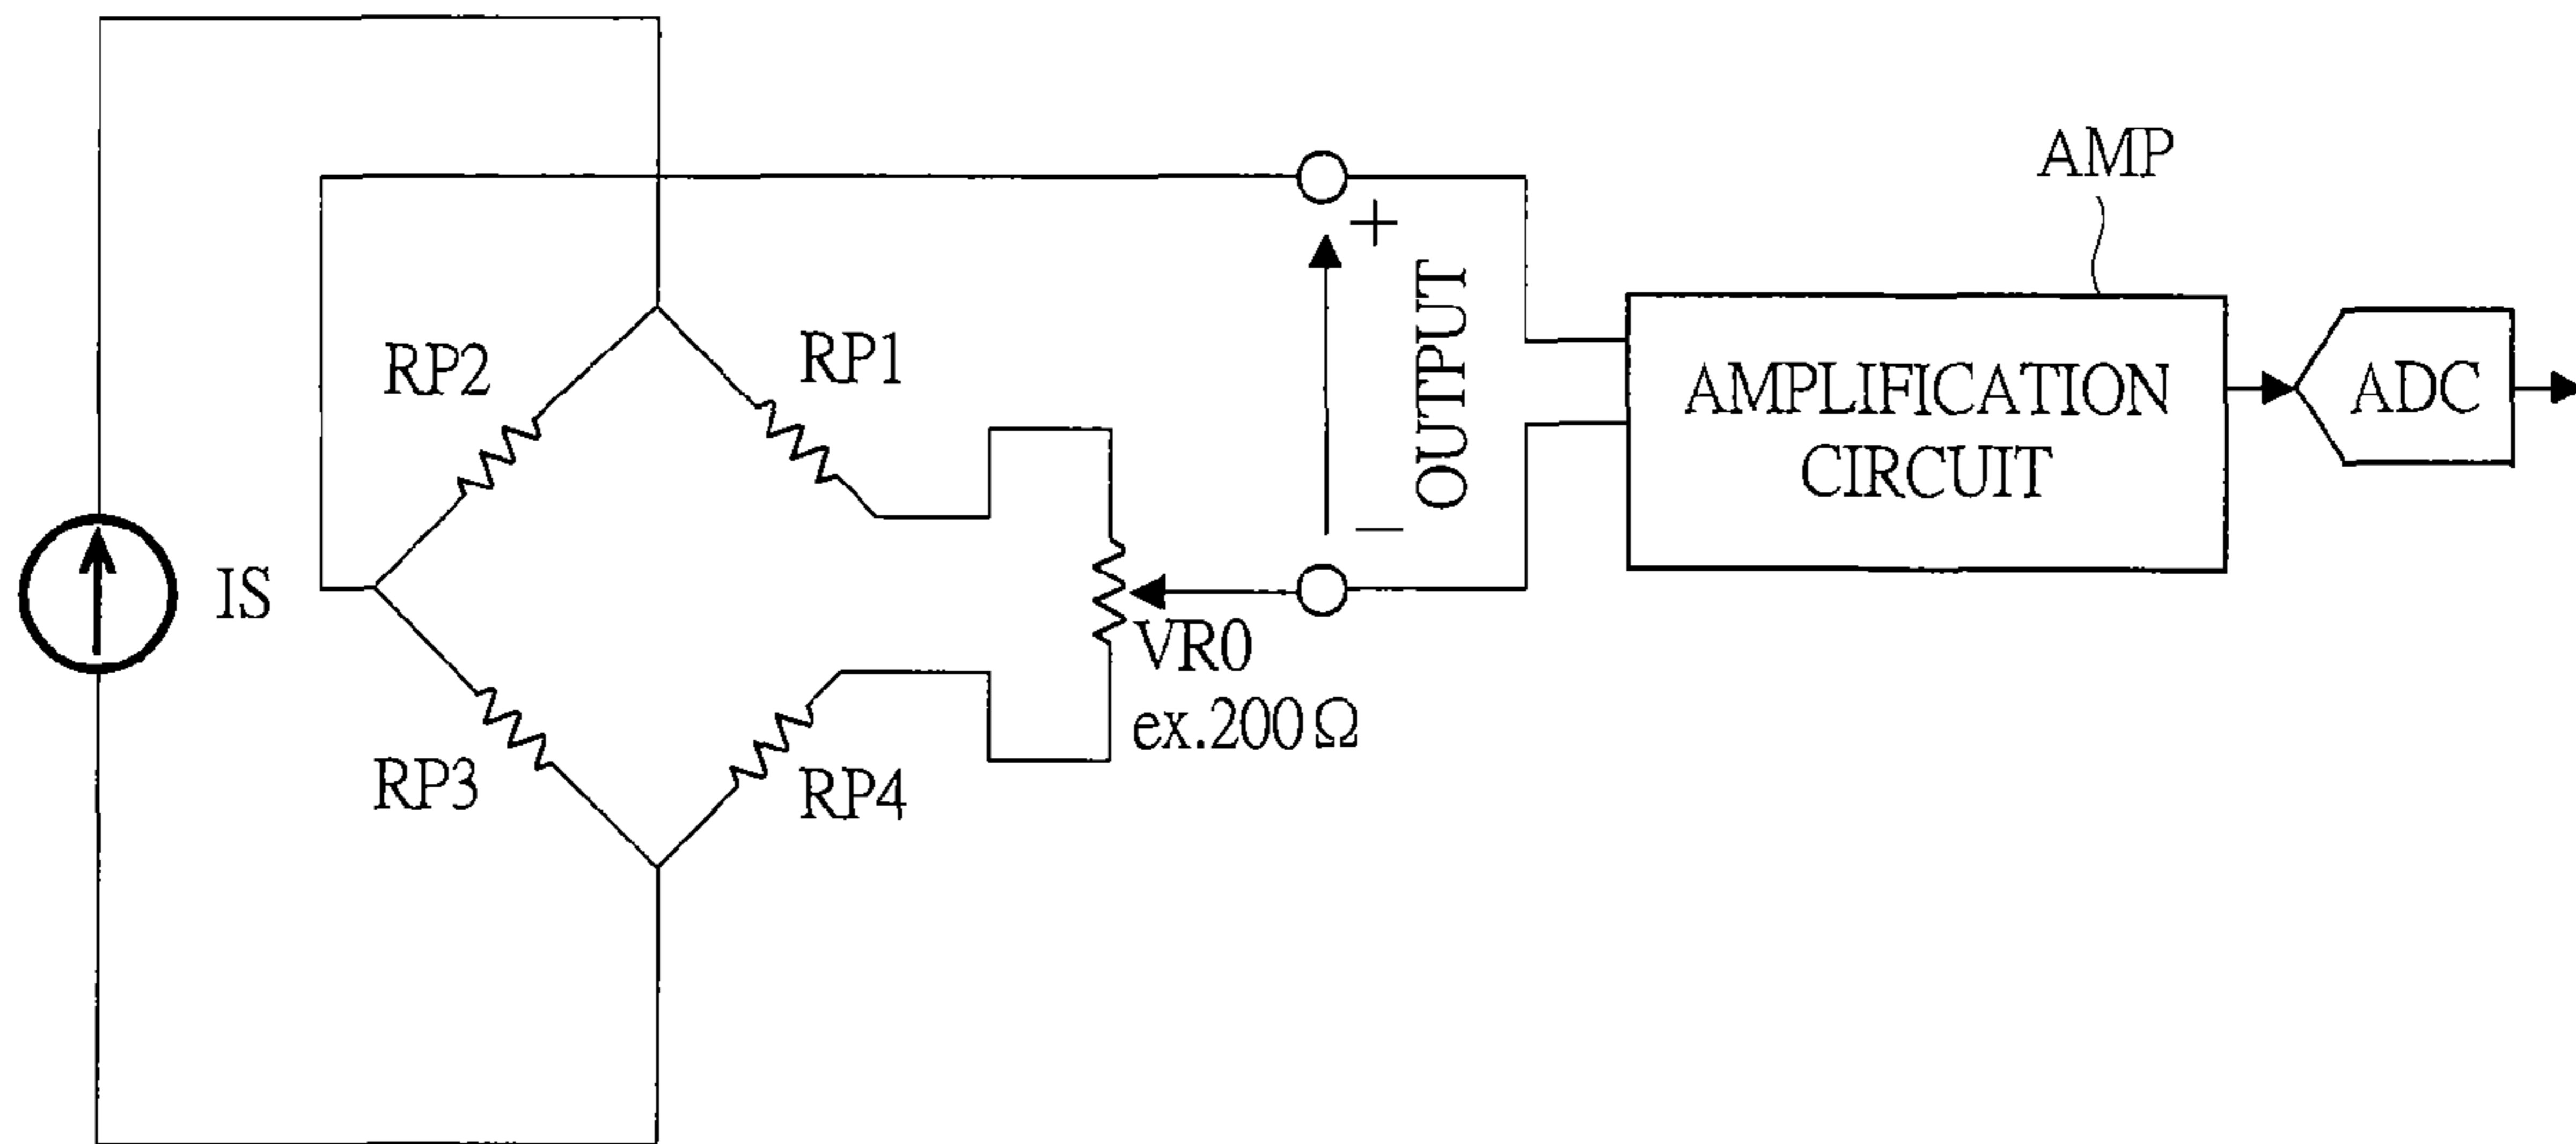 AMP
RP2
RP1
+
OUTPUT
AMPLIFICATION
CIRCUIT
ADC
IS
−
VR0
ex.200Ω
RP3
RP4